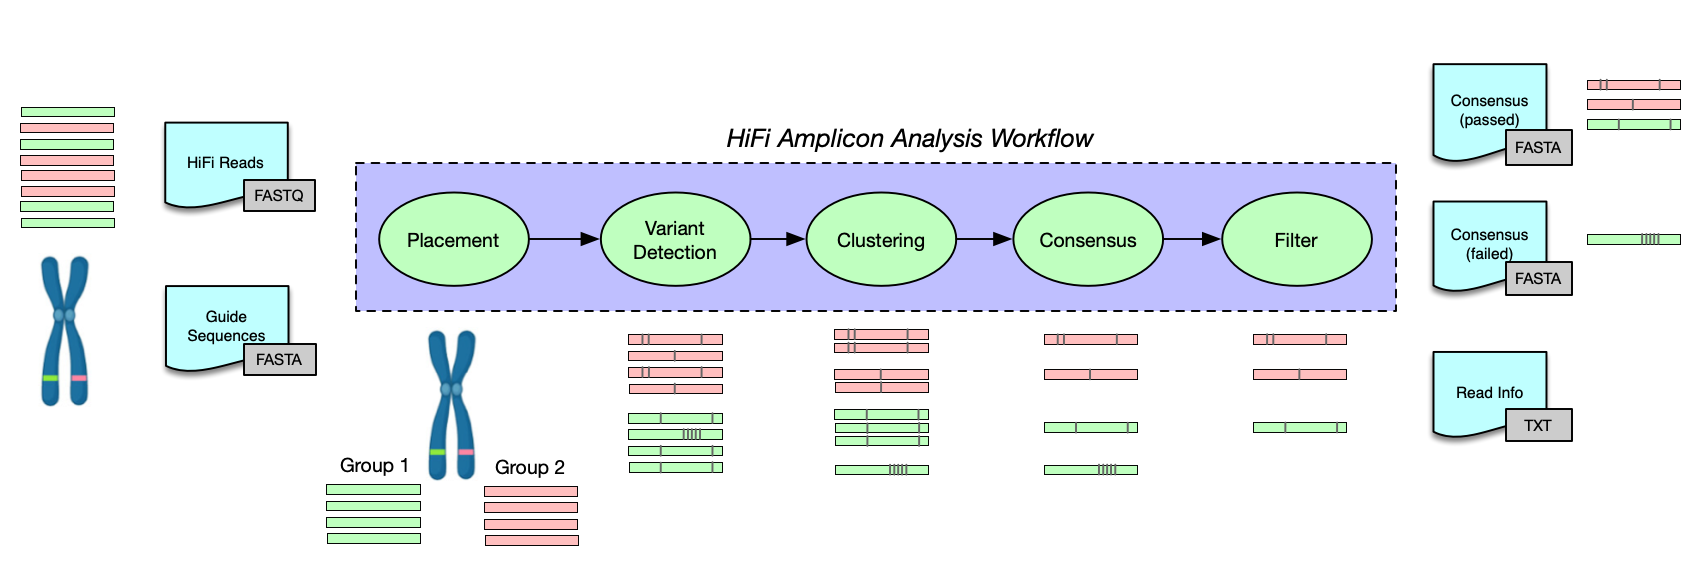 HiFi Amplicon Analysis Workflow
HiFi Reads
FASTQ
Guide
Sequences
FASTA
Placement
Variant
Detection
Clustering
Consensus
Filter
Group 1
Group 2
Consensus
(passed)
FASTA
Consensus
(failed)
FASTA
Read Info
TXT